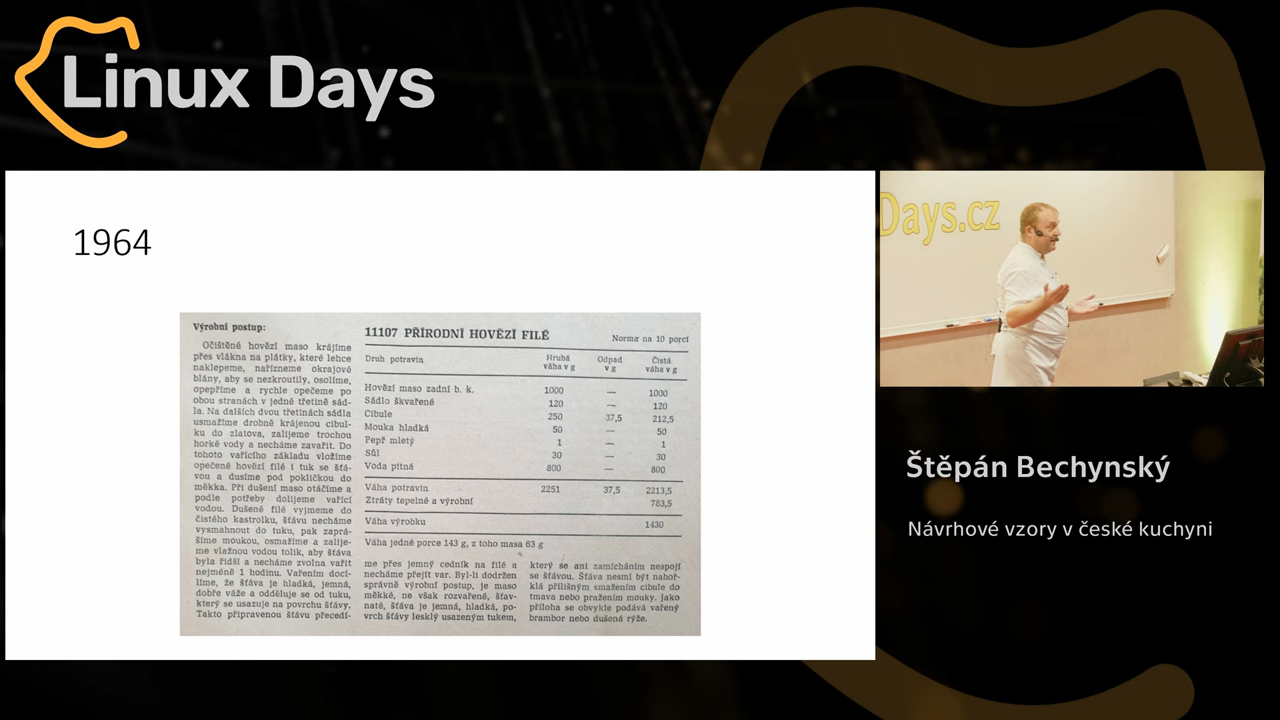 Linux Days
1964
Výrobní postup:
Očištěné hovězí maso krájíme
přes vlákna na plátky, které lehce
naklepeme, nařízneme okrajové
blány, aby se nezkroutily, osolíme,
opepříme a rychle opečeme po
obou stranách v jedné třetině sád-
la. Na dalších dvou třetinách sádla
usmažíme drobně krájenou cibul-
ku do zlatova, zalijeme trochou
horké vody a necháme zavařit. Do
tohoto vařícího základu vložíme
opečené hovězí filé i tuk se šťá-
vou a dusíme pod pokličkou do
měkka. Při dušení maso otáčíme a
podle potřeby dolijeme vařící
vodou. Dušené filé vyjmeme do
čistého kastrolku, šťávu necháme
vysmahnout do tuku, pak zaprá-
šíme moukou, osmažíme a zalije-
me vlažnou vodou tolik, aby šťáva
byla řidší a necháme zvolna vařit
nejméně 1 hodinu. Vařením docí-
líme, že šťáva je hladká, jemná,
dobře váže a odděluje se od tuku,
který se usazuje na povrchu šťávy.
Takto připravenou šťávu přecedí-
11107 PŘÍRODNÍ HOVĚZÍ FILÉ
Norma na 10 porcí
Druh potravin Hrubá váha v g Odpad v g Čistá váha v g
Hovězí maso zadní b. k. 1000 — 1000
Sádlo škvařené 120 — 120
Cibule 250 37,5 212,5
Mouka hladká 50 — 50
Pepř mletý 1 — 1
Sůl 30 — 30
Voda pitná 800 — 800
Váha potravin 2251 37,5 2213,5
Ztráty tepelné a výrobní 783,5
Váha výrobku 1430
Váha jedné porce 143 g, z toho masa 63 g
me přes jemný cedník na filé a
necháme přejít var. Byl-li dodržen
správně výrobní postup, je maso
měkké, ne však rozvařené, šťav-
naté, šťáva je jemná, hladká, po-
vrch šťávy lesklý usazeným tukem,
který se ani zamícháním nespojí
se šťávou. Šťáva nesmí být nahoř-
klá přílišným smažením cibule do
tmava nebo pražením mouky. Jako
příloha se obvykle podává vařený
brambor nebo dušená rýže.
Days.cz
Štěpán Bechynský
Návrhové vzory v české kuchyni